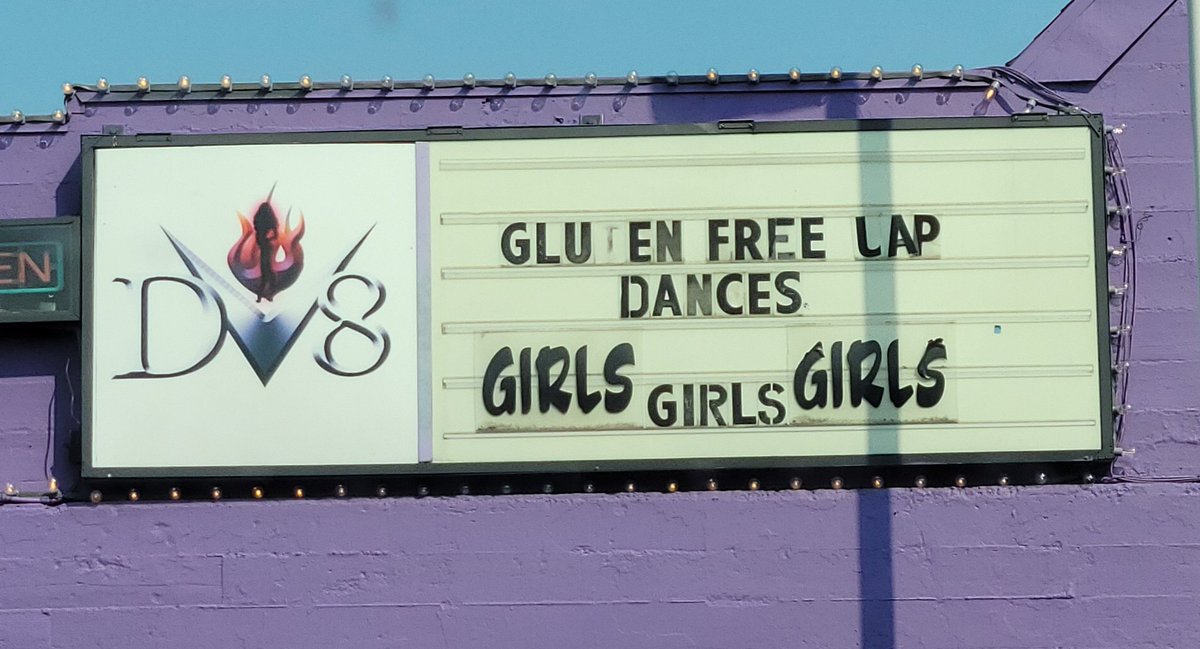 EN
DV8
GLUTEN FREE LAP
DANCES
GIRLS GIRLS GIRLS